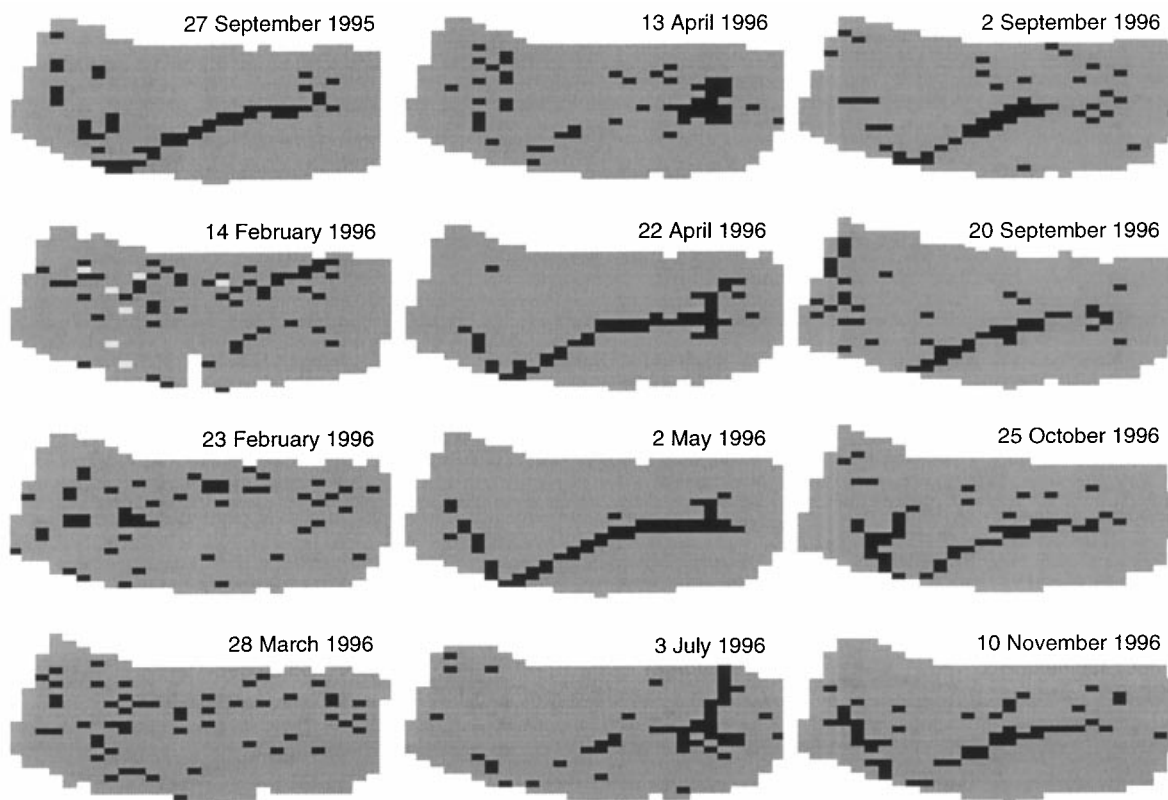 27 September 1995
13 April 1996
2 September 1996
14 February 1996
22 April 1996
20 September 1996
23 February 1996
2 May 1996
25 October 1996
28 March 1996
3 July 1996
10 November 1996